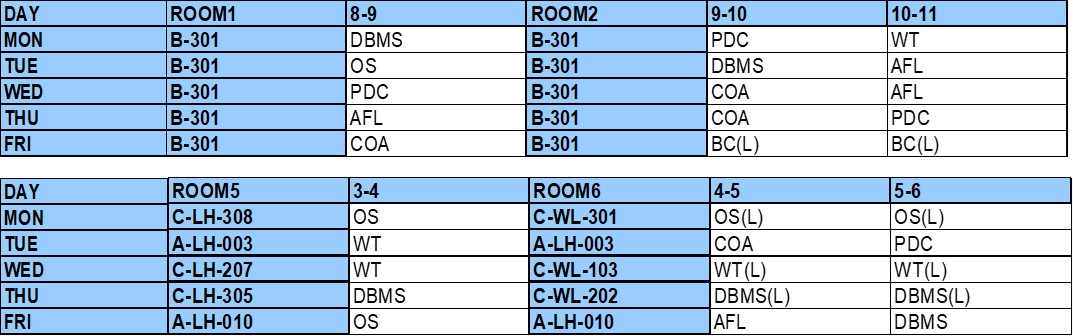 DAY ROOM1 8-9 ROOM2 9-10 10-11
MON B-301 DBMS B-301 PDC WT
TUE B-301 OS B-301 DBMS AFL
WED B-301 PDC B-301 COA AFL
THU B-301 AFL B-301 COA PDC
FRI B-301 COA B-301 BC(L) BC(L)
DAY ROOM5 3-4 ROOM6 4-5 5-6
MON C-LH-308 OS C-WL-301 OS(L) OS(L)
TUE A-LH-003 WT A-LH-003 COA PDC
WED C-LH-207 WT C-WL-103 WT(L) WT(L)
THU C-LH-305 DBMS C-WL-202 DBMS(L) DBMS(L)
FRI A-LH-010 OS A-LH-010 AFL DBMS